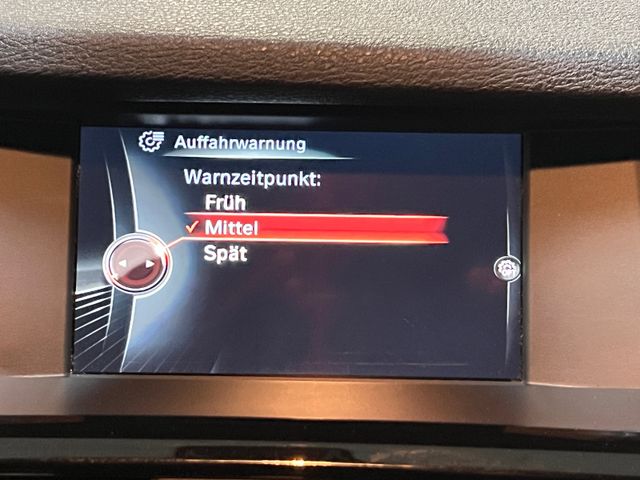 Auffahrwarnung
Warnzeitpunkt:
Früh
Mittel
Spät